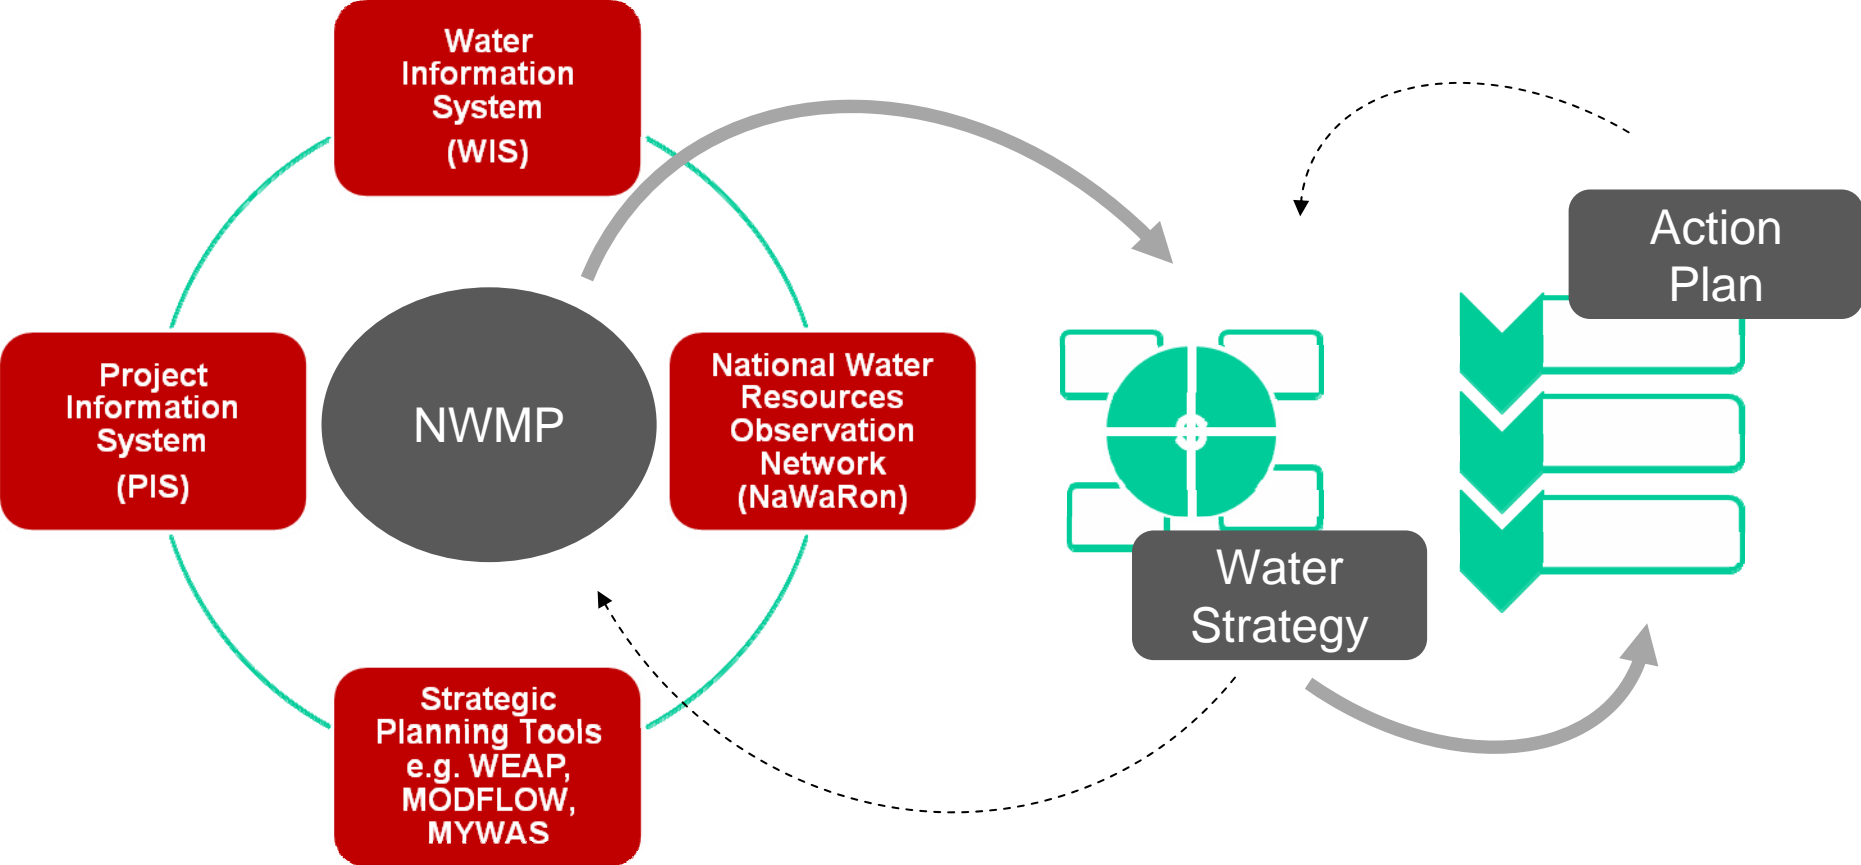 Water
Information
System
(WIS)
Project
Information
System
(PIS)
NWMP
National Water
Resources
Observation
Network
(NaWaRon)
Strategic
Planning Tools
e.g. WEAP,
MODFLOW,
MYWAS
Water
Strategy
Action
Plan